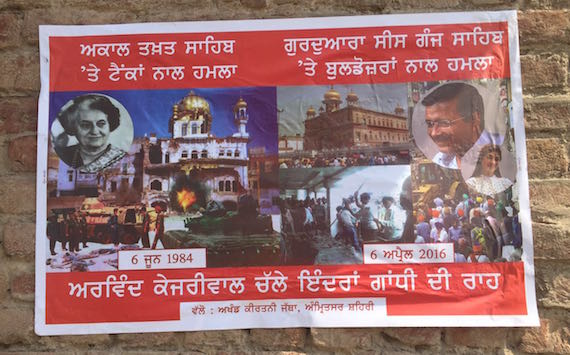 ਅਕਾਲ ਤਖ਼ਤ ਸਾਹਿਬ
'ਤੇ ਟੈਂਕਾਂ ਨਾਲ ਹਮਲਾ
ਗੁਰਦੁਆਰਾ ਸੀਸ ਗੰਜ ਸਾਹਿਬ
'ਤੇ ਬੁਲਡੋਜ਼ਰਾਂ ਨਾਲ ਹਮਲਾ
6 ਜੂਨ 1984
6 ਅਪ੍ਰੈਲ 2016
ਅਰਵਿੰਦ ਕੇਜਰੀਵਾਲ ਚੱਲੇ ਇੰਦਰਾਂ ਗਾਂਧੀ ਦੀ ਰਾਹ
ਵੱਲੋਂ : ਅਖੰਡ ਕੀਰਤਨੀ ਜੱਥਾ, ਅੰਮ੍ਰਿਤਸਰ ਸ਼ਹਿਰੀ